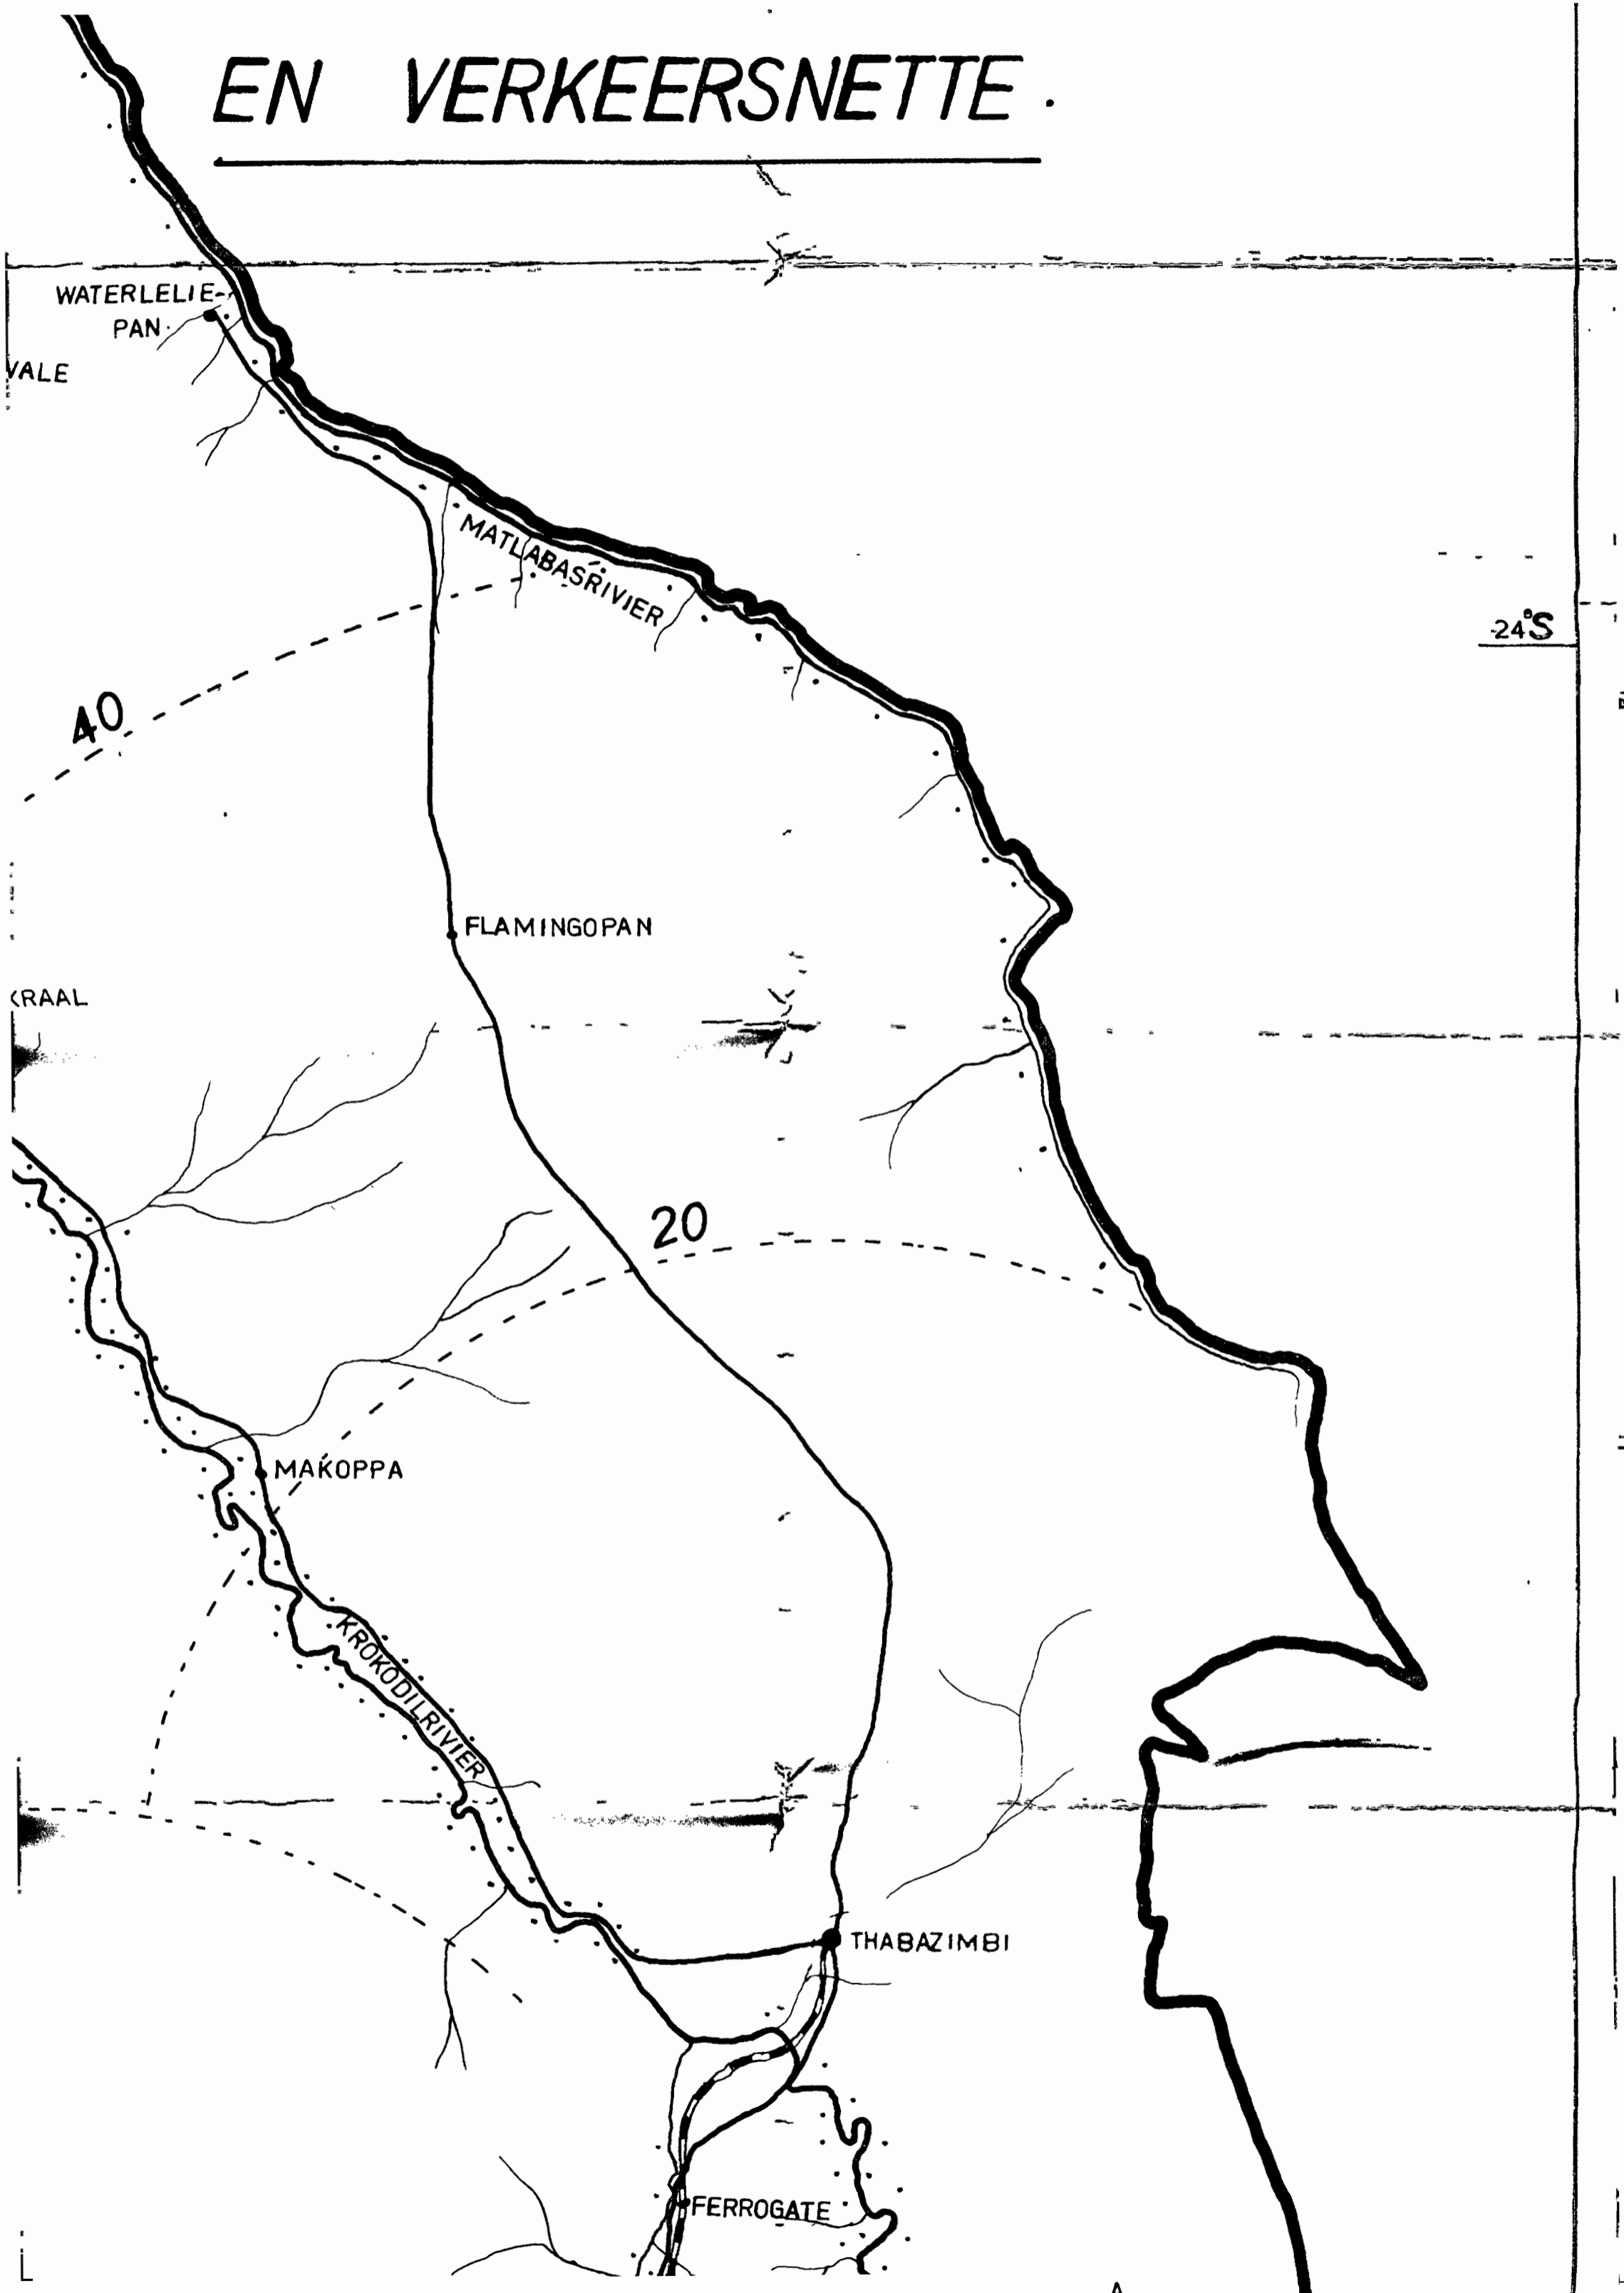 EN VERKEERSNETTE.
WATERLELIE-
PAN
VALE
MATLABASRIVIER
24°S
40
FLAMINGOPAN
KRAAL
20
MAKOPPA
KROKODILRIVIER
THABAZIMBI
FERROGATE